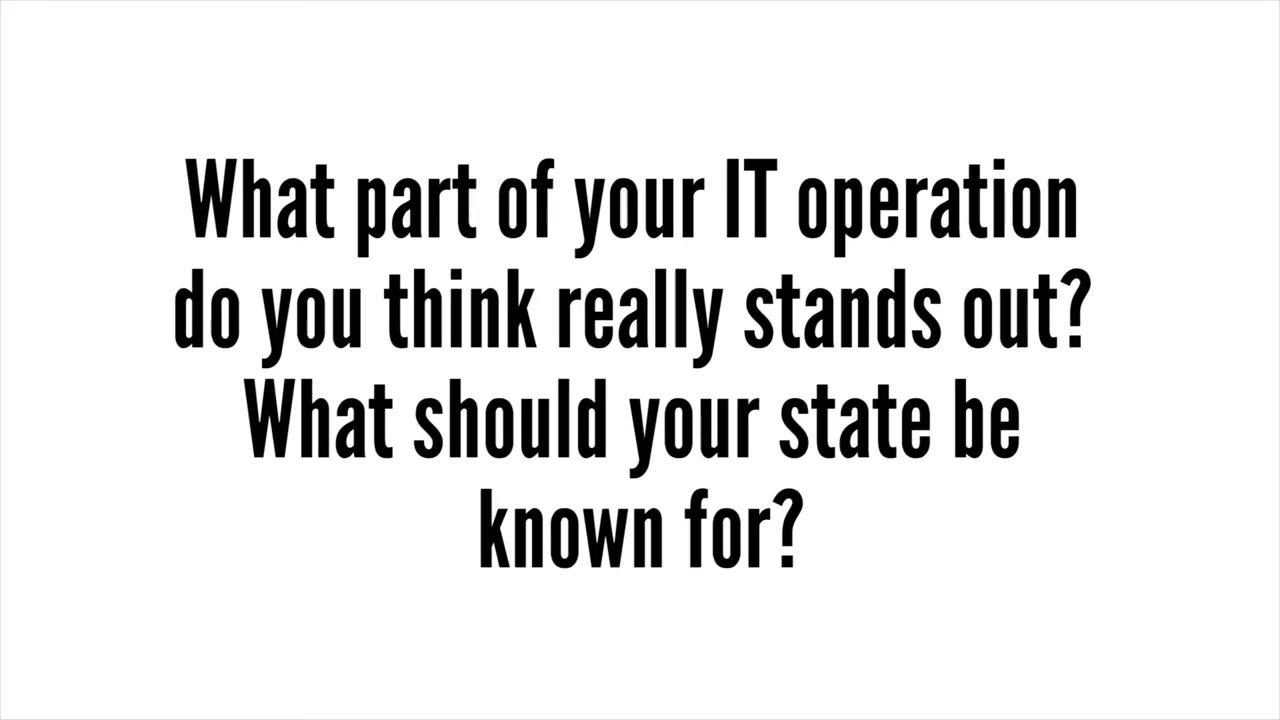 What part of your IT operation
do you think really stands out?
What should your state be
known for?